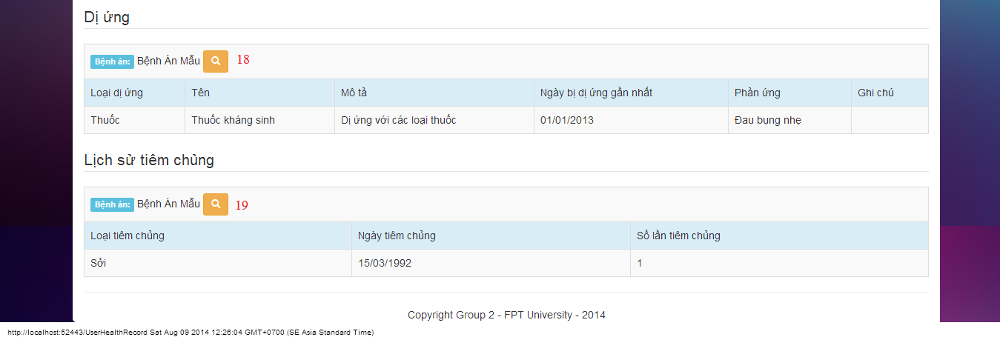 Dị ứng
Bệnh án: Bệnh Án Mẫu 18
Loại dị ứng Tên Mô tả Ngày bị dị ứng gần nhất Phản ứng Ghi chú
Thuốc Thuốc kháng sinh Dị ứng với các loại thuốc 01/01/2013 Đau bụng nhẹ
Lịch sử tiêm chủng
Bệnh án: Bệnh Án Mẫu 19
Loại tiêm chủng Ngày tiêm chủng Số lần tiêm chủng
Sởi 15/03/1992 1
Copyright Group 2 - FPT University - 2014
http://localhost:52443/UserHealthRecord Sat Aug 09 2014 12:26:04 GMT+0700 (SE Asia Standard Time)